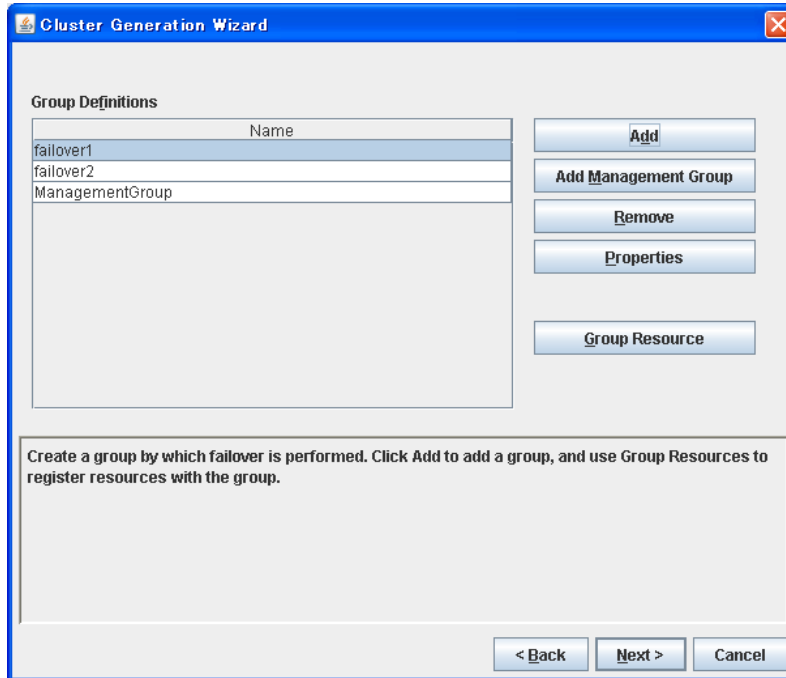 Cluster Generation Wizard
Group Definitions
Name
failover1
failover2
ManagementGroup
Add
Add Management Group
Remove
Properties
Group Resource
Create a group by which failover is performed. Click Add to add a group, and use Group Resources to
register resources with the group.
< Back
Next >
Cancel